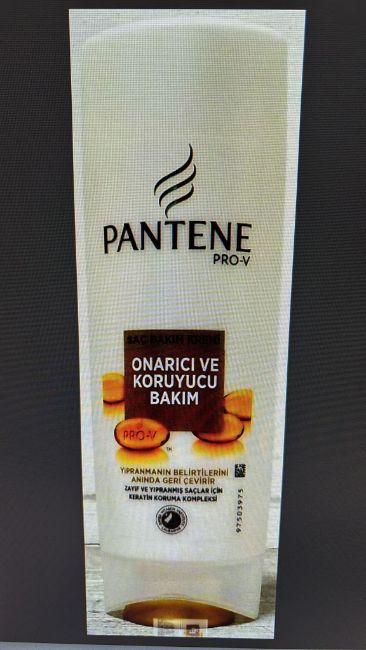 PANTENE
PRO-V
SAÇ BAKIM KREMİ
ONARICI VE
KORUYUCU
BAKIM
PRO-V
TM
YIPRANMANIN BELİRTİLERİNİ
ANINDA GERİ ÇEVİRİR
ZAYIF VE YIPRANMIŞ SAÇLAR İÇİN
KERATİN KORUMA KOMPLEKSİ
97503975